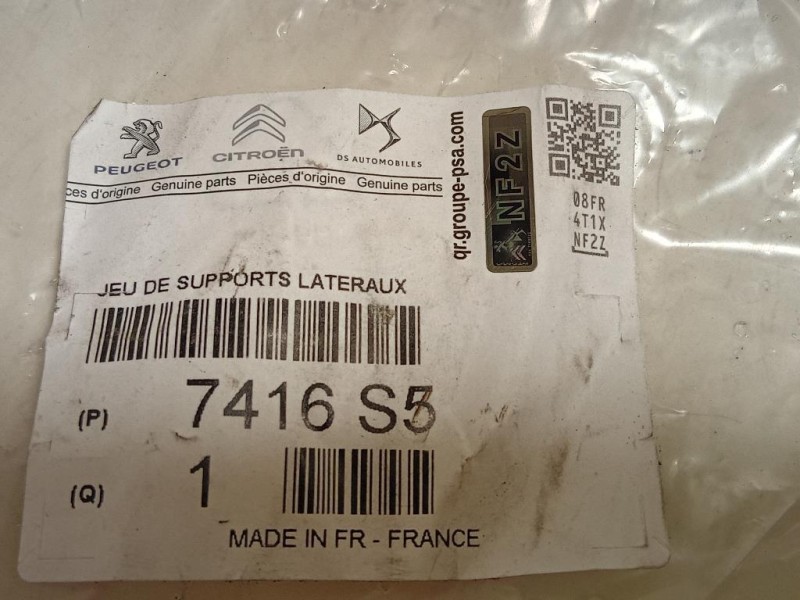 PEUGEOT
CITROËN
DS AUTOMOBILES
ces d'origine Genuine parts Pièces d'origine Genuine parts
qr.groupe-psa.com
NF2Z
08FR
4T1X
NF2Z
JEU DE SUPPORTS LATERAUX
(P) 7416 S5
(Q) 1
MADE IN FR - FRANCE